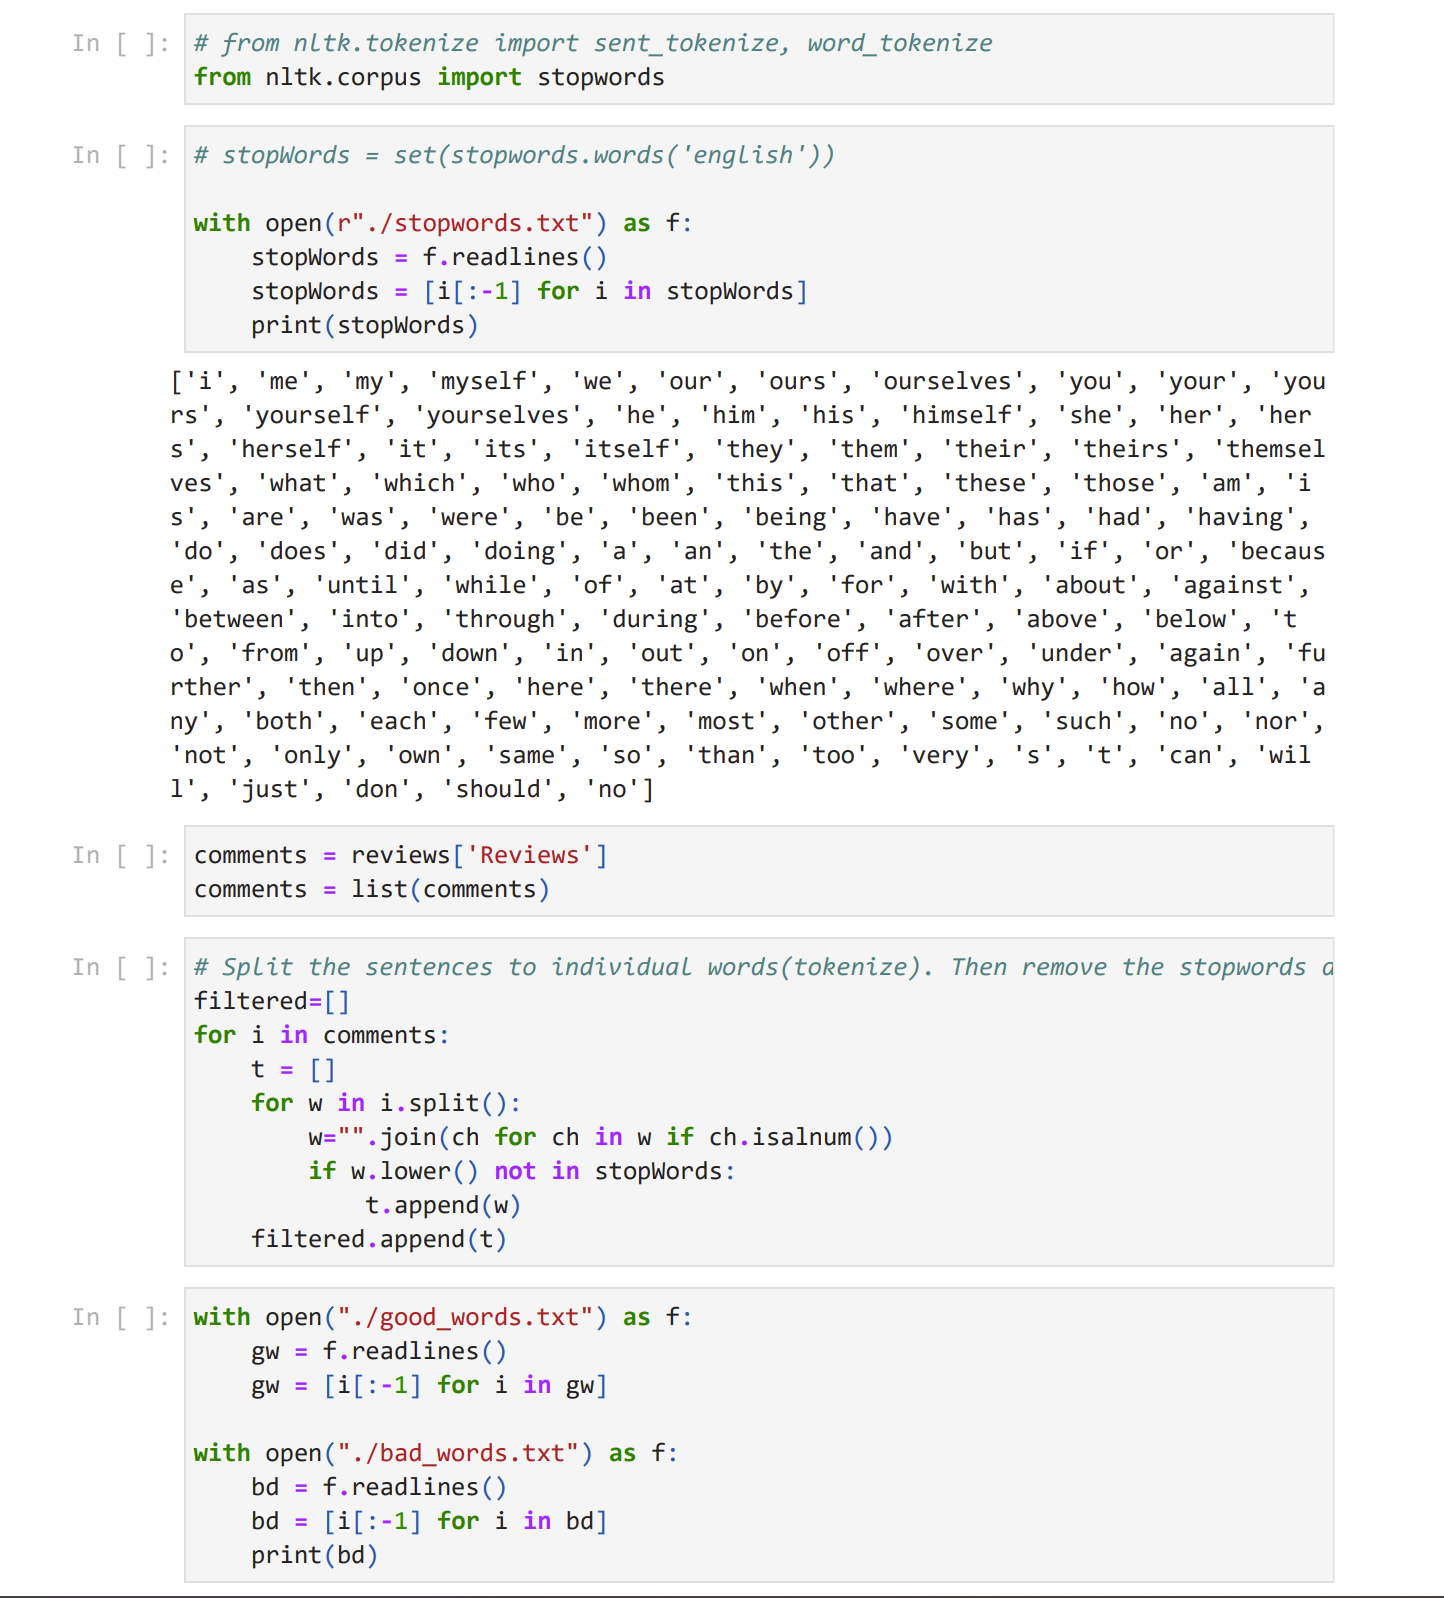 In [ ]: # from nltk.tokenize import sent_tokenize, word_tokenize
from nltk.corpus import stopwords
In [ ]: # stopWords = set(stopwords.words('english'))
with open(r"./stopwords.txt") as f:
    stopWords = f.readlines()
    stopWords = [i[:-1] for i in stopWords]
    print(stopWords)
['i', 'me', 'my', 'myself', 'we', 'our', 'ours', 'ourselves', 'you', 'your', 'you
rs', 'yourself', 'yourselves', 'he', 'him', 'his', 'himself', 'she', 'her', 'her
s', 'herself', 'it', 'its', 'itself', 'they', 'them', 'their', 'theirs', 'themsel
ves', 'what', 'which', 'who', 'whom', 'this', 'that', 'these', 'those', 'am', 'i
s', 'are', 'was', 'were', 'be', 'been', 'being', 'have', 'has', 'had', 'having',
'do', 'does', 'did', 'doing', 'a', 'an', 'the', 'and', 'but', 'if', 'or', 'becaus
e', 'as', 'until', 'while', 'of', 'at', 'by', 'for', 'with', 'about', 'against',
'between', 'into', 'through', 'during', 'before', 'after', 'above', 'below', 't
o', 'from', 'up', 'down', 'in', 'out', 'on', 'off', 'over', 'under', 'again', 'fu
rther', 'then', 'once', 'here', 'there', 'when', 'where', 'why', 'how', 'all', 'a
ny', 'both', 'each', 'few', 'more', 'most', 'other', 'some', 'such', 'no', 'nor',
'not', 'only', 'own', 'same', 'so', 'than', 'too', 'very', 's', 't', 'can', 'wil
l', 'just', 'don', 'should', 'no']
In [ ]: comments = reviews['Reviews']
comments = list(comments)
In [ ]: # Split the sentences to individual words(tokenize). Then remove the stopwords
filtered=[]
for i in comments:
    t = []
    for w in i.split():
        w="".join(ch for ch in w if ch.isalnum())
        if w.lower() not in stopWords:
            t.append(w)
    filtered.append(t)
In [ ]: with open("./good_words.txt") as f:
    gw = f.readlines()
    gw = [i[:-1] for i in gw]
with open("./bad_words.txt") as f:
    bd = f.readlines()
    bd = [i[:-1] for i in bd]
    print(bd)